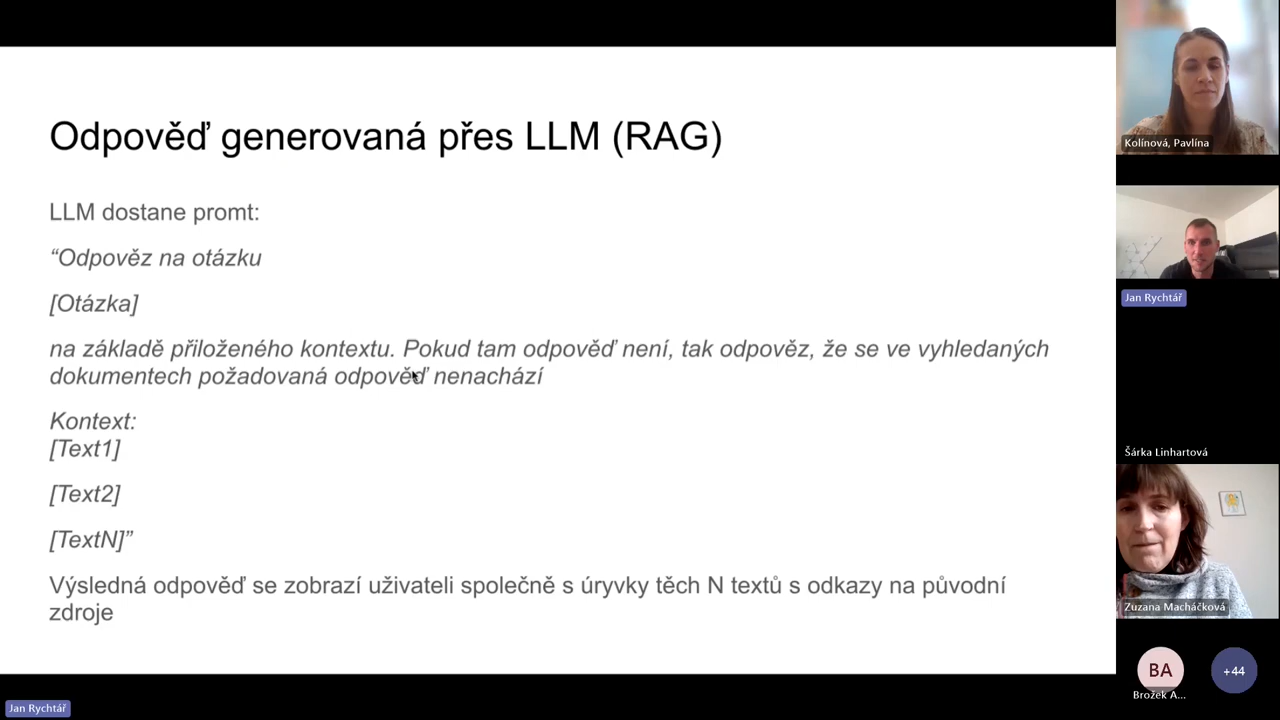 Odpověď generovaná přes LLM (RAG)
LLM dostane promt:
“Odpověz na otázku
[Otázka]
na základě přiloženého kontextu. Pokud tam odpověď není, tak odpověz, že se ve vyhledaných
dokumentech požadovaná odpověď nenachází
Kontext:
[Text1]
[Text2]
[TextN]”
Výsledná odpověď se zobrazí uživateli společně s úryvky těch N textů s odkazy na původní
zdroje
Jan Rychtář
Kolínová, Pavlína
Jan Rychtář
Šárka Linhartová
Zuzana Macháčková
BA
Brožek A...
+44